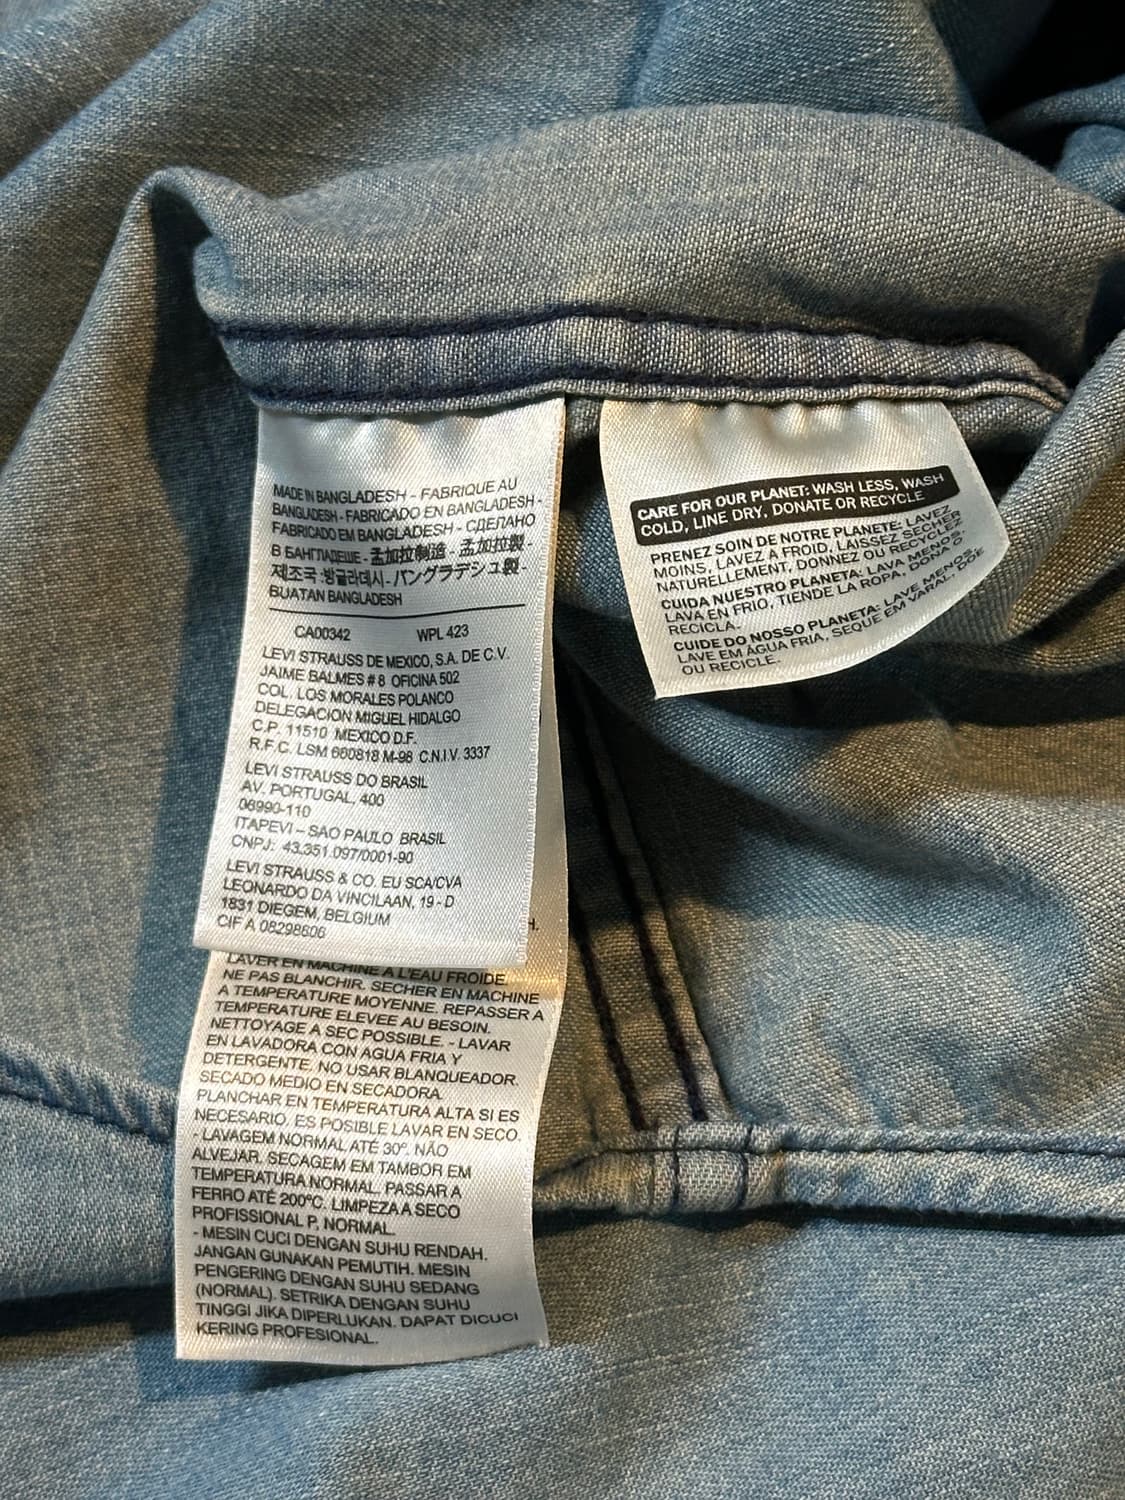 MADE IN BANGLADESH - FABRIQUE AU
BANGLADESH - FABRICADO EN BANGLADESH -
FABRICADO EM BANGLADESH - СДЕЛАНО
В БАНГЛАДЕШЕ - 孟加拉制造 - 孟加拉製 -
제조국 :방글라데시 - バングラデシュ製 -
BUATAN BANGLADESH
CA00342 WPL 423
LEVI STRAUSS DE MEXICO, S.A. DE C.V.
JAIME BALMES # 8 OFICINA 502
COL. LOS MORALES POLANCO
DELEGACION MIGUEL HIDALGO
C.P. 11510 MEXICO D.F.
R.F.C. LSM 660818 M-98 C.N.I.V. 3337
LEVI STRAUSS DO BRASIL
AV. PORTUGAL, 400
06990-110
ITAPEVI – SAO PAULO BRASIL
CNPJ: 43.351.097/0001-90
LEVI STRAUSS & CO. EU SCA/CVA
LEONARDO DA VINCILAAN, 19 - D
1831 DIEGEM, BELGIUM
CIF A 08298606
H.
LAVER EN MACHINE A L'EAU FROIDE.
NE PAS BLANCHIR. SECHER EN MACHINE
A TEMPERATURE MOYENNE. REPASSER A
TEMPERATURE ELEVEE AU BESOIN.
NETTOYAGE A SEC POSSIBLE. - LAVAR
EN LAVADORA CON AGUA FRIA Y
DETERGENTE, NO USAR BLANQUEADOR.
SECADO MEDIO EN SECADORA.
PLANCHAR EN TEMPERATURA ALTA SI ES
NECESARIO. ES POSIBLE LAVAR EN SECO.
- LAVAGEM NORMAL ATÉ 30°. NÃO
ALVEJAR. SECAGEM EM TAMBOR EM
TEMPERATURA NORMAL. PASSAR A
FERRO ATÉ 200ºC. LIMPEZA A SECO
PROFISSIONAL P, NORMAL.
- MESIN CUCI DENGAN SUHU RENDAH.
JANGAN GUNAKAN PEMUTIH. MESIN
PENGERING DENGAN SUHU SEDANG
(NORMAL). SETRIKA DENGAN SUHU
TINGGI JIKA DIPERLUKAN. DAPAT DICUCI
KERING PROFESIONAL.
CARE FOR OUR PLANET: WASH LESS, WASH
COLD, LINE DRY, DONATE OR RECYCLE
PRENEZ SOIN DE NOTRE PLANETE: LAVEZ
MOINS, LAVEZ A FROID, LAISSEZ SECHER
NATURELLEMENT, DONNEZ OU RECYCLEZ
CUIDA NUESTRO PLANETA: LAVA MENOS,
LAVA EN FRIO, TIENDE LA ROPA, DONA O
RECICLA.
CUIDE DO NOSSO PLANETA: LAVE MENOS,
LAVE EM ÁGUA FRIA, SEQUE EM VARAL, DOE
OU RECICLE.